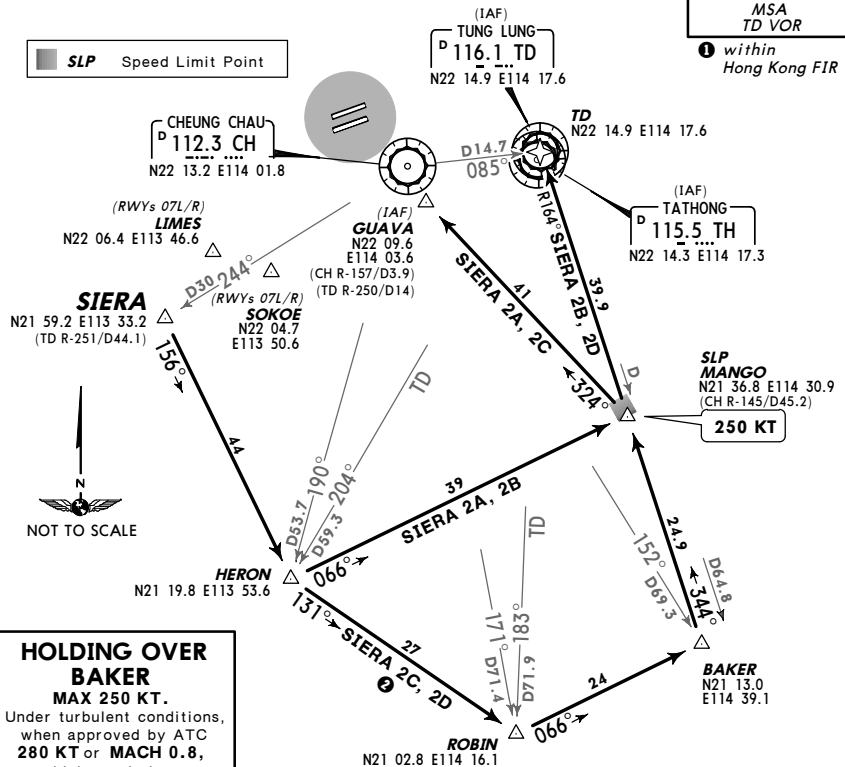 MSA
TD VOR
❶ within
Hong Kong FIR
SLP Speed Limit Point
(IAF)
TUNG LUNG
D 116.1 TD
N22 14.9 E114 17.6
CHEUNG CHAU
D 112.3 CH
N22 13.2 E114 01.8
TD
N22 14.9 E114 17.6
D14.7
085°
(IAF)
TATHONG
D 115.5 TH
N22 14.3 E114 17.3
(RWYs 07L/R)
LIMES
N22 06.4 E113 46.6
(IAF)
GUAVA
N22 09.6
E114 03.6
(CH R-157/D3.9)
(TD R-250/D14)
D30 244°
(RWYs 07L/R)
SOKOE
N22 04.7
E113 50.6
SIERA
N21 59.2 E113 33.2
(TD R-251/D44.1)
R164°
SIERA 2B, 2D
39.9
41
SIERA 2A, 2C
324°
D
SLP
MANGO
N21 36.8 E114 30.9
(CH R-145/D45.2)
250 KT
156°
44
N
NOT TO SCALE
TD
190°
204°
D53.7
D59.3
39
SIERA 2A, 2B
066°
HERON
N21 19.8 E113 53.6
131°
27
SIERA 2C, 2D
❷
TD
171°
183°
D71.4
D71.9
152°
D69.3
24.9
D64.8
344°
BAKER
N21 13.0
E114 39.1
24
066°
ROBIN
N21 02.8 E114 16.1
HOLDING OVER
BAKER
MAX 250 KT.
Under turbulent conditions,
when approved by ATC
280 KT or MACH 0.8,